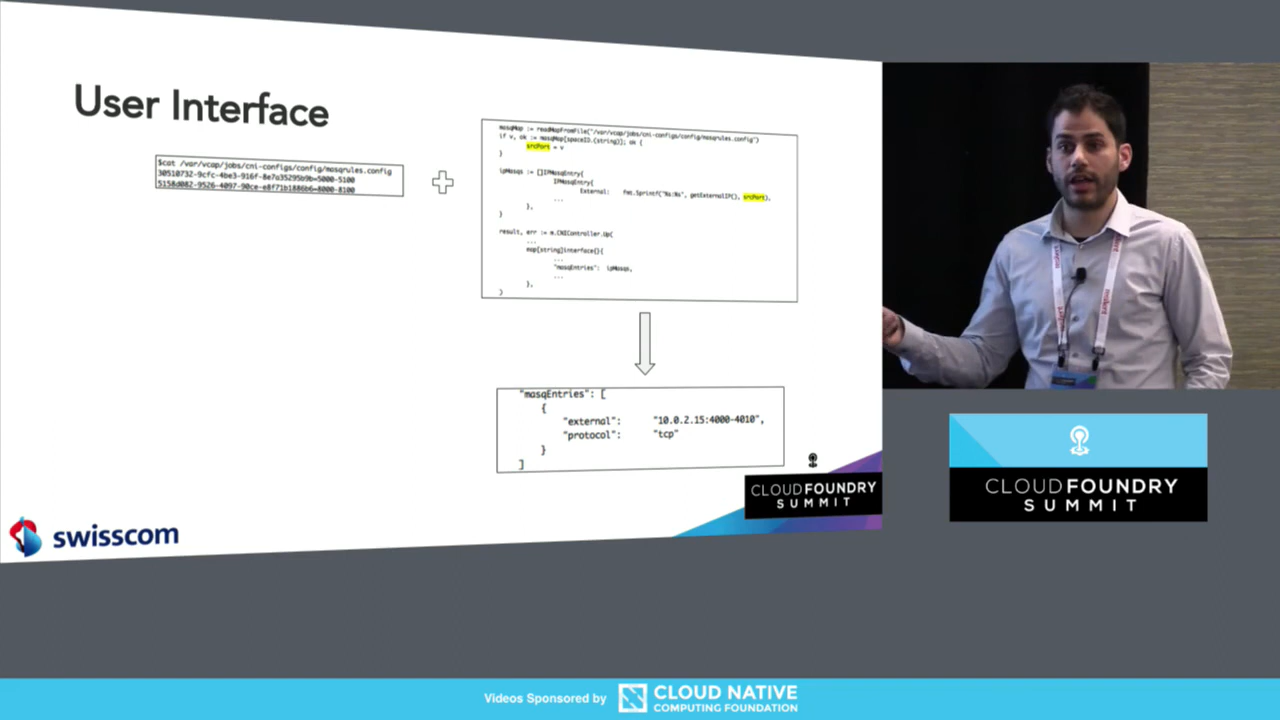 User Interface
$cat /var/vcap/jobs/cni-configs/config/masqrules.config
30510732-9cfc-4be3-916f-8e7a35295b9b=5000-5100
5158d082-9526-4097-90ce-e8f71b1886b6=8000-8100
masqMap := readMapFromFile("/var/vcap/jobs/cni-configs/config/masqrules.config")
if v, ok := masqMap[spaceID.(string)]; ok {
srcPort = v
}
ipMasqs := []IPMasqEntry{
IPMasqEntry{
External: fmt.Sprintf("%s:%s", getExternalIP(), srcPort),
...
},
}
result, err := m.CNIController.Up(
...
map[string]interface{}{
...
"masqEntries": ipMasqs,
...
},
)
"masqEntries": [
{
"external": "10.0.2.15:4000-4010",
"protocol": "tcp"
}
]
CLOUD FOUNDRY
SUMMIT
swisscom
CLOUD FOUNDRY
SUMMIT
Videos Sponsored by
CLOUD NATIVE
COMPUTING FOUNDATION